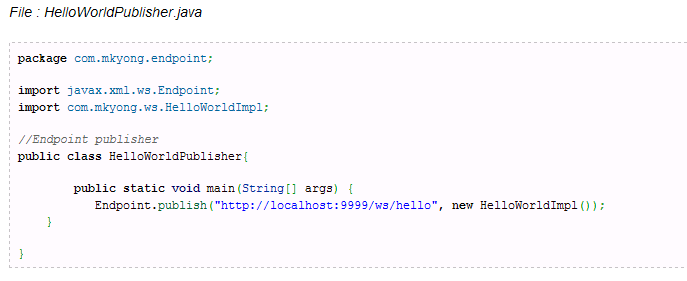 File : HelloWorldPublisher.java
package com.mkyong.endpoint;
import javax.xml.ws.Endpoint;
import com.mkyong.ws.HelloWorldImpl;
//Endpoint publisher
public class HelloWorldPublisher{
public static void main(String[] args) {
Endpoint.publish("http://localhost:9999/ws/hello", new HelloWorldImpl());
}
}